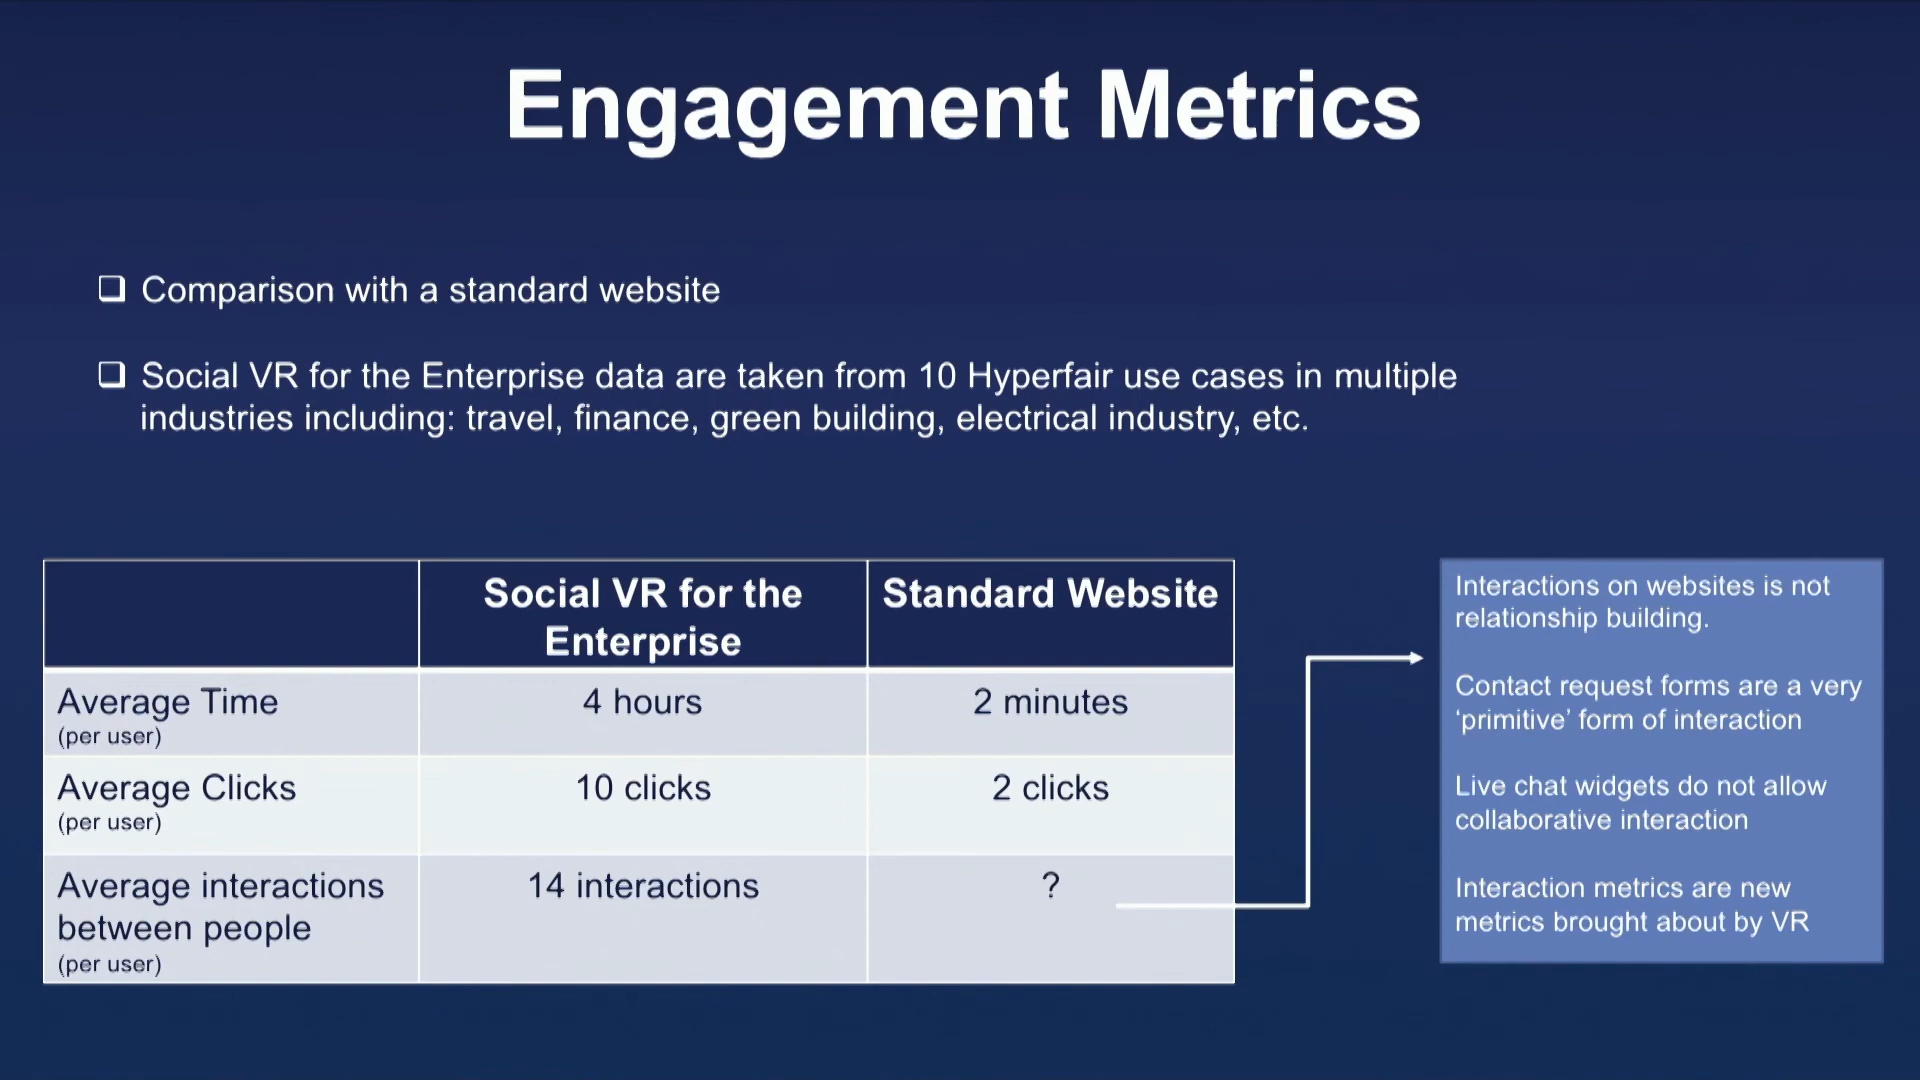 Engagement Metrics
Comparison with a standard website
Social VR for the Enterprise data are taken from 10 Hyperfair use cases in multiple
industries including: travel, finance, green building, electrical industry, etc.
Social VR for the
Enterprise
Standard Website
Average Time
(per user)
4 hours
2 minutes
Average Clicks
(per user)
10 clicks
2 clicks
Average interactions
between people
(per user)
14 interactions
?
Interactions on websites is not
relationship building.
Contact request forms are a very
‘primitive’ form of interaction
Live chat widgets do not allow
collaborative interaction
Interaction metrics are new
metrics brought about by VR